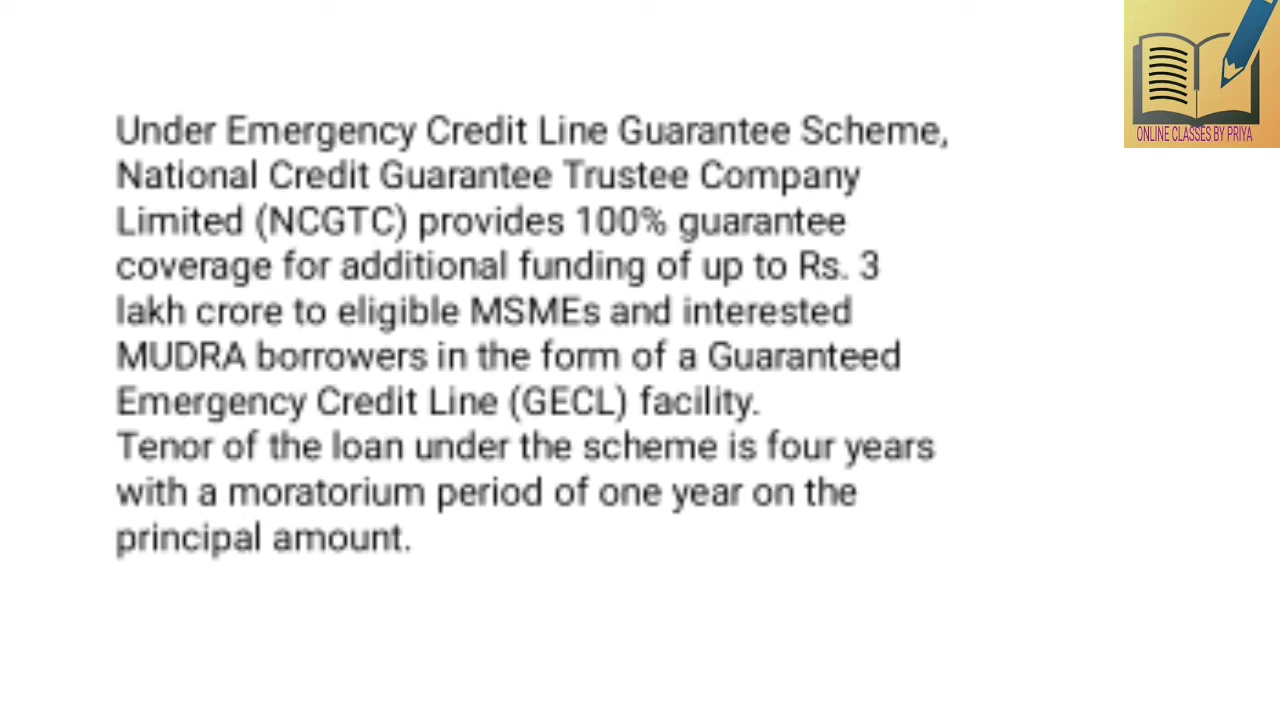 ONLINE CLASSES BY PRIYA
Under Emergency Credit Line Guarantee Scheme,
National Credit Guarantee Trustee Company
Limited (NCGTC) provides 100% guarantee
coverage for additional funding of up to Rs. 3
lakh crore to eligible MSMEs and interested
MUDRA borrowers in the form of a Guaranteed
Emergency Credit Line (GECL) facility.
Tenor of the loan under the scheme is four years
with a moratorium period of one year on the
principal amount.